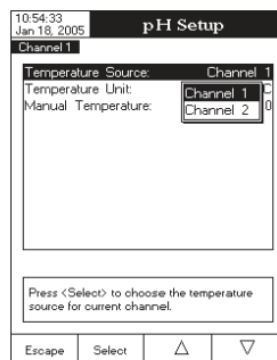 10:54:33
Jan 18, 2005
pH Setup
Channel 1
Temperature Source: Channel 1
Temperature Unit: C
Manual Temperature: 0
Channel 1
Channel 2
Press <Select> to choose the temperature
source for current channel.
Escape Select